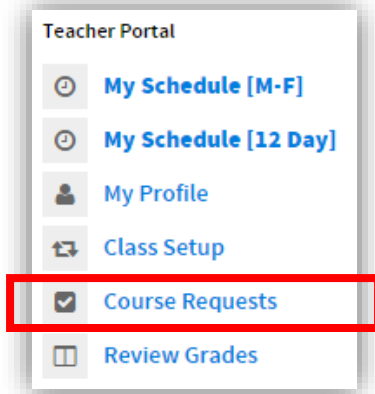 Teacher Portal
My Schedule [M-F]
My Schedule [12 Day]
My Profile
Class Setup
Course Requests
Review Grades